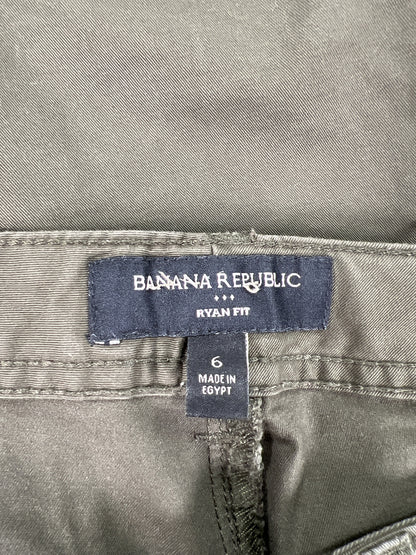 BANANA REPUBLIC
RYAN FIT
6
MADE IN
EGYPT